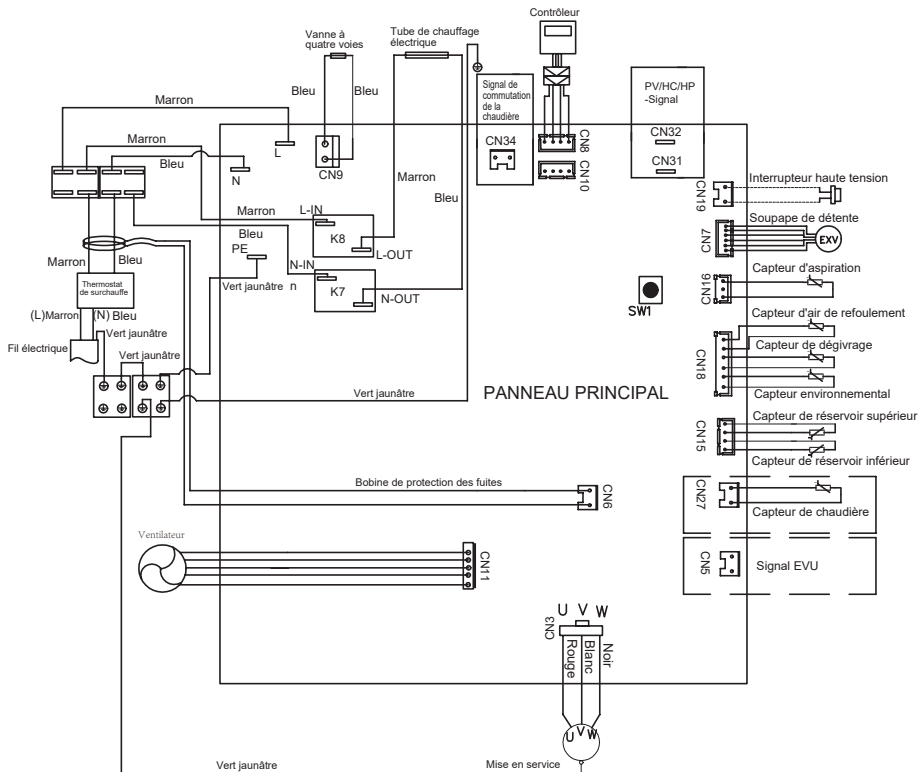 Contrôleur
Vanne à
quatre voies
Tube de chauffage
électrique
Bleu
Bleu
Signal de
commutation
de la
chaudière
CN34
PV/HC/HP
-Signal
CN32
CN31
Marron
Marron
Bleu
L
N
CN9
CN8
CN10
Marron
Bleu
Interrupteur haute tension
CN19
Soupape de détente
CN7
EXV
Marron
L-IN
K8
L-OUT
Bleu
PE
N-IN
n
K7
N-OUT
Vert jaunâtre
Capteur d'aspiration
CN16
SW1
Marron
Bleu
Thermostat
de surchauffe
(L)Marron
(N) Bleu
Fil électrique
Vert jaunâtre
Vert jaunâtre
Vert jaunâtre
Capteur d'air de refoulement
Capteur de dégivrage
CN18
Capteur environnemental
PANNEAU PRINCIPAL
Capteur de réservoir supérieur
CN15
Capteur de réservoir inférieur
Bobine de protection des fuites
CN6
CN27
Capteur de chaudière
Ventilateur
CN11
CN5
Signal EVU
U V W
CN3
Rouge
Blanc
Noir
U V W
Vert jaunâtre
Mise en service